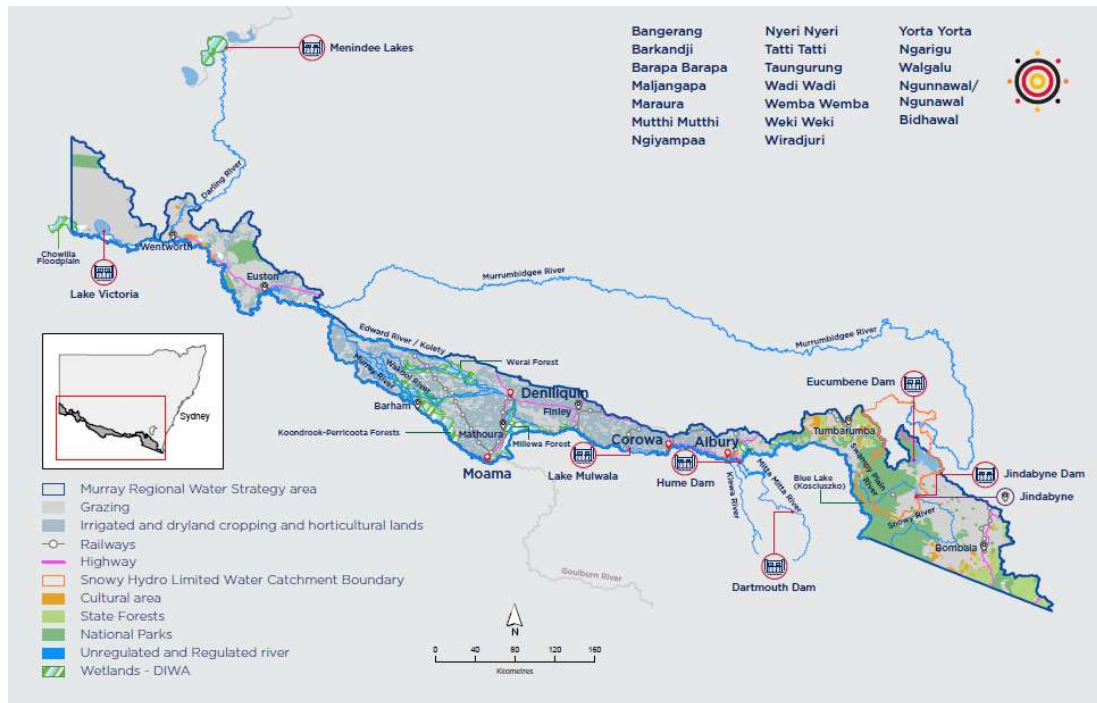 Menindee Lakes
Bangerang
Barkandji
Barapa Barapa
Maljangapa
Maraura
Mutthi Mutthi
Ngiyampaa
Nyeri Nyeri
Tatti Tatti
Taungurung
Wadi Wadi
Wemba Wemba
Weki Weki
Wiradjuri
Yorta Yorta
Ngarigu
Walgalu
Ngunnawal/
Ngunawal
Bidhawal
Darling River
Chowilla
Floodplain
Wentworth
Lake Victoria
Euston
Murrumbidgee River
Murrumbidgee River
Edward River / Kolety
Murray River
Wakool River
Weral Forest
Barham
Deniliquin
Finley
Koondrook-Perricoota Forests
Mathoura
Millewa Forest
Moama
Corowa
Lake Mulwala
Albury
Hume Dam
Kiewa River
Mitta Mitta River
Dartmouth Dam
Eucumbene Dam
Tumbarumba
Swampy Plain
River
Blue Lake
(Kosciuszko)
Snowy River
Jindabyne Dam
Jindabyne
Bombala
Goulburn River
Sydney
Murray Regional Water Strategy area
Grazing
Irrigated and dryland cropping and horticultural lands
Railways
Highway
Snowy Hydro Limited Water Catchment Boundary
Cultural area
State Forests
National Parks
Unregulated and Regulated river
Wetlands - DIWA
N
0 40 80 120 160
Kilometres